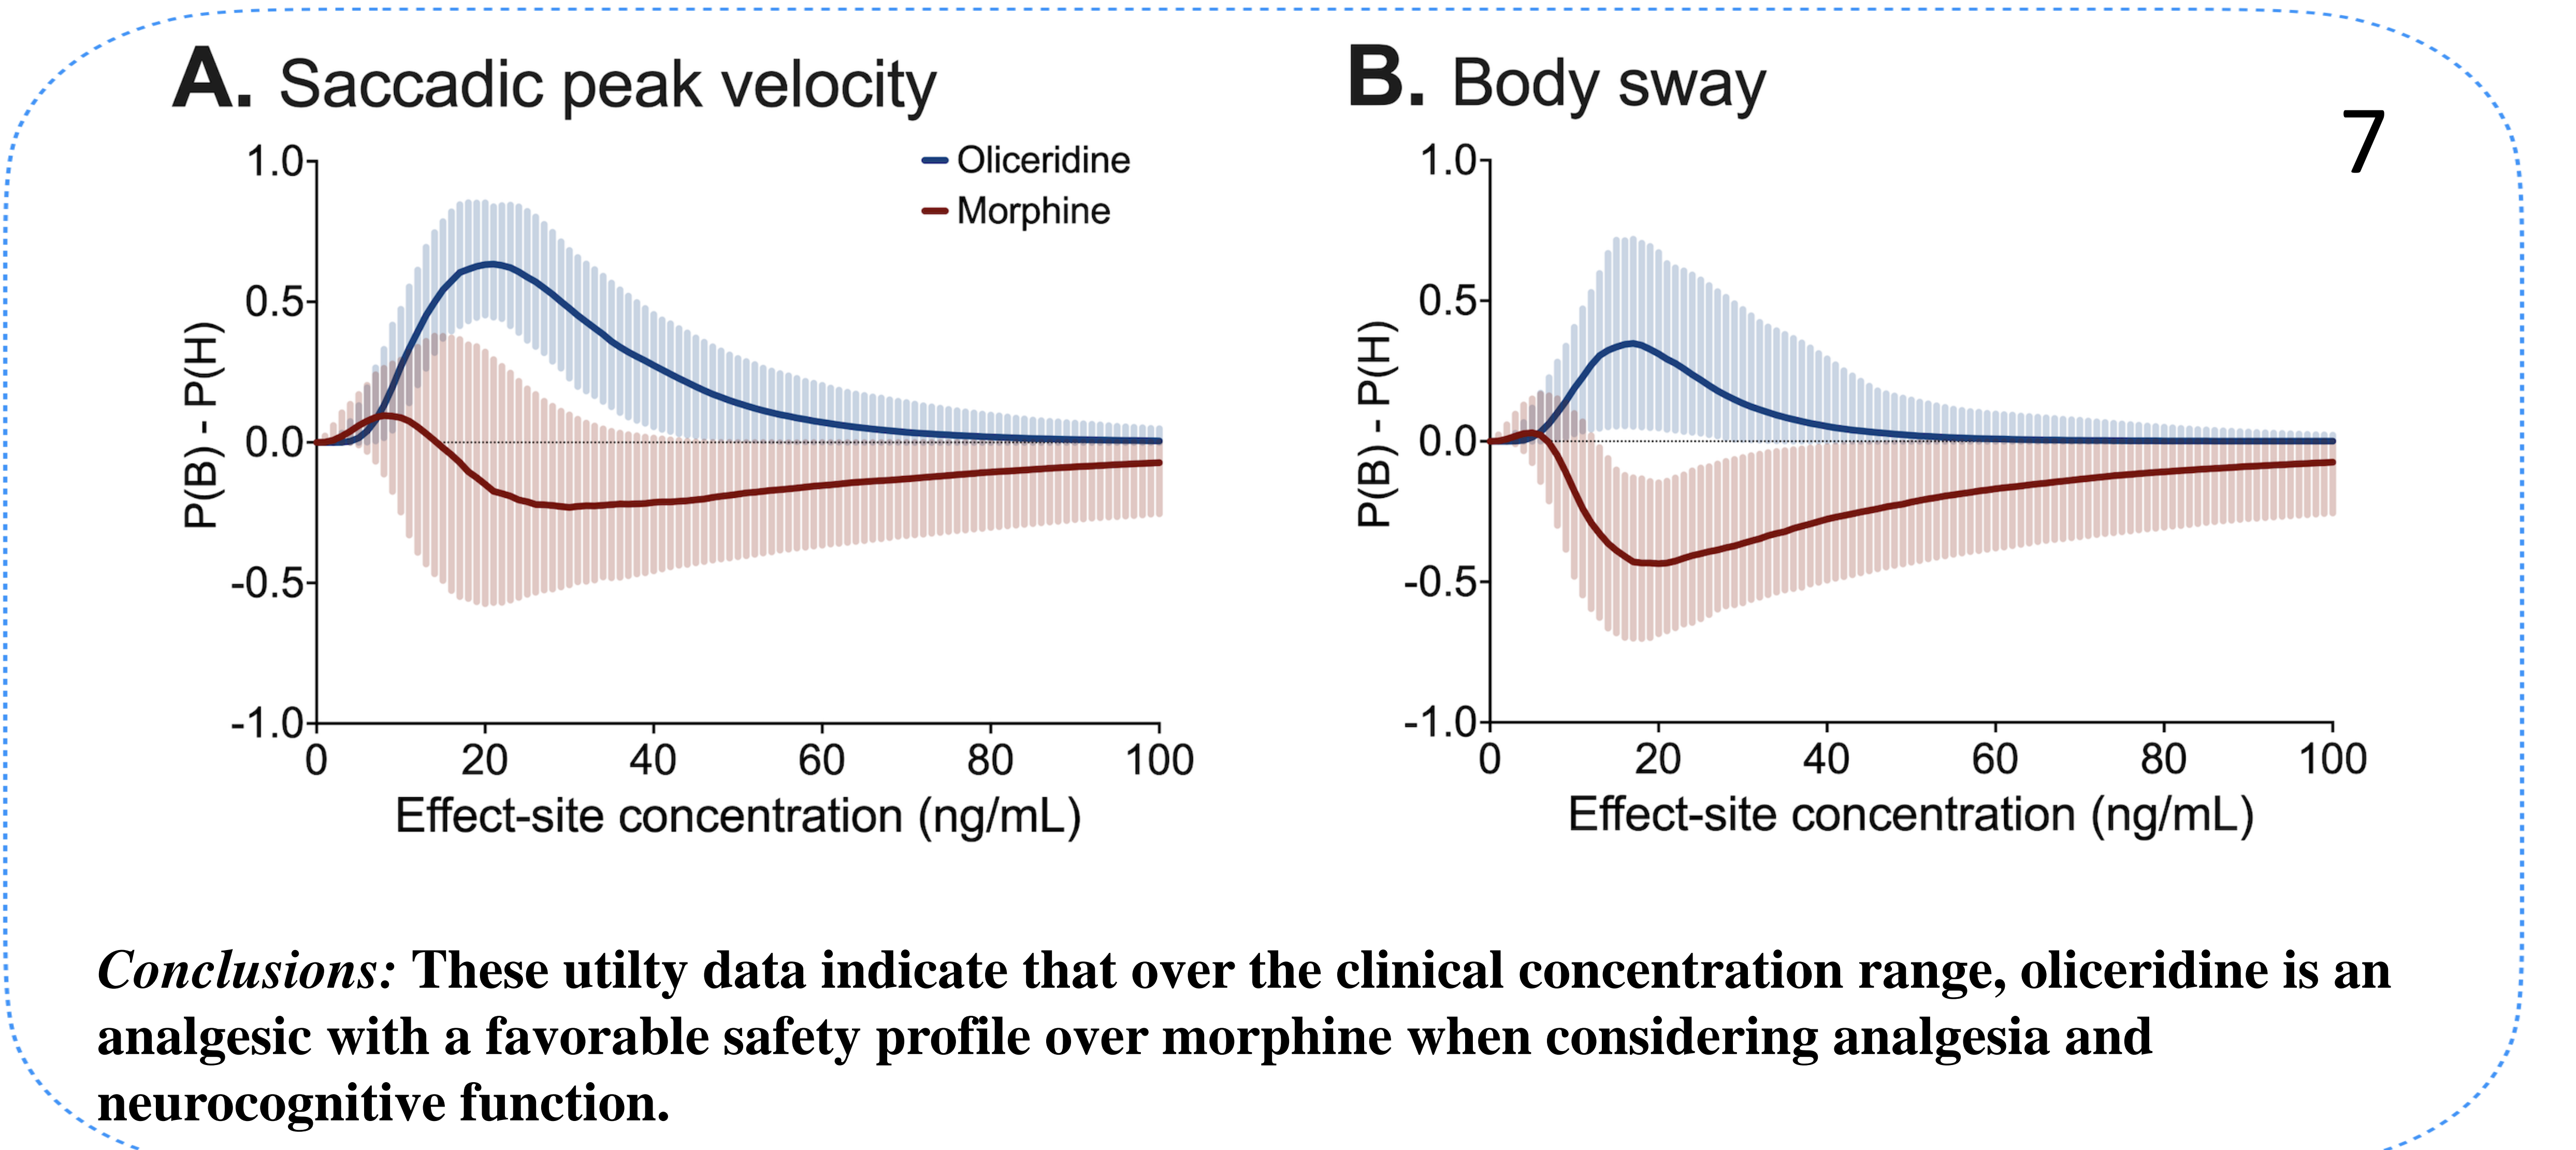 A. Saccadic peak velocity
Oliceridine
Morphine
1.0
0.5
0.0
-0.5
-1.0
P(B) - P(H)
0 20 40 60 80 100
Effect-site concentration (ng/mL)
B. Body sway
7
1.0
0.5
0.0
-0.5
-1.0
P(B) - P(H)
0 20 40 60 80 100
Effect-site concentration (ng/mL)
Conclusions: These utilty data indicate that over the clinical concentration range, oliceridine is an
analgesic with a favorable safety profile over morphine when considering analgesia and
neurocognitive function.